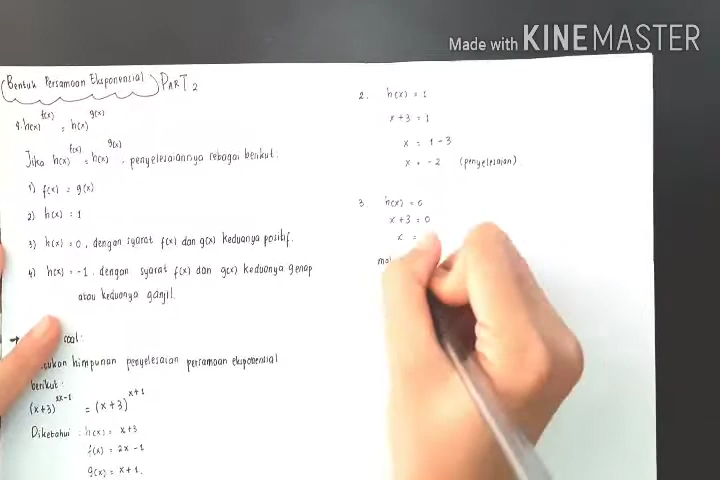 Made with KINEMASTER
Bentuk Persamaan Eksponensial PART 2
4. h(x)^f(x) = h(x)^g(x)
Jika h(x)^f(x) = h(x)^g(x), penyelesaiannya sebagai berikut:
1) f(x) = g(x)
2) h(x) = 1
3) h(x) = 0, dengan syarat f(x) dan g(x) keduanya positif.
4) h(x) = -1. dengan syarat f(x) dan g(x) keduanya genap
atau keduanya ganjil.
→ soal:
penyelesaian persamaan eksponensial
himpunan
berikut:
(x+3)^2x-1 = (x+3)^x+1
Diketahui: h(x) = x+3
f(x) = 2x - 1
g(x) = x+1.
2. h(x) = 1
x+3 = 1
x = 1-3
x = -2 (penyelesaian)
3 h(x) = 0
x+3 = 0
x =